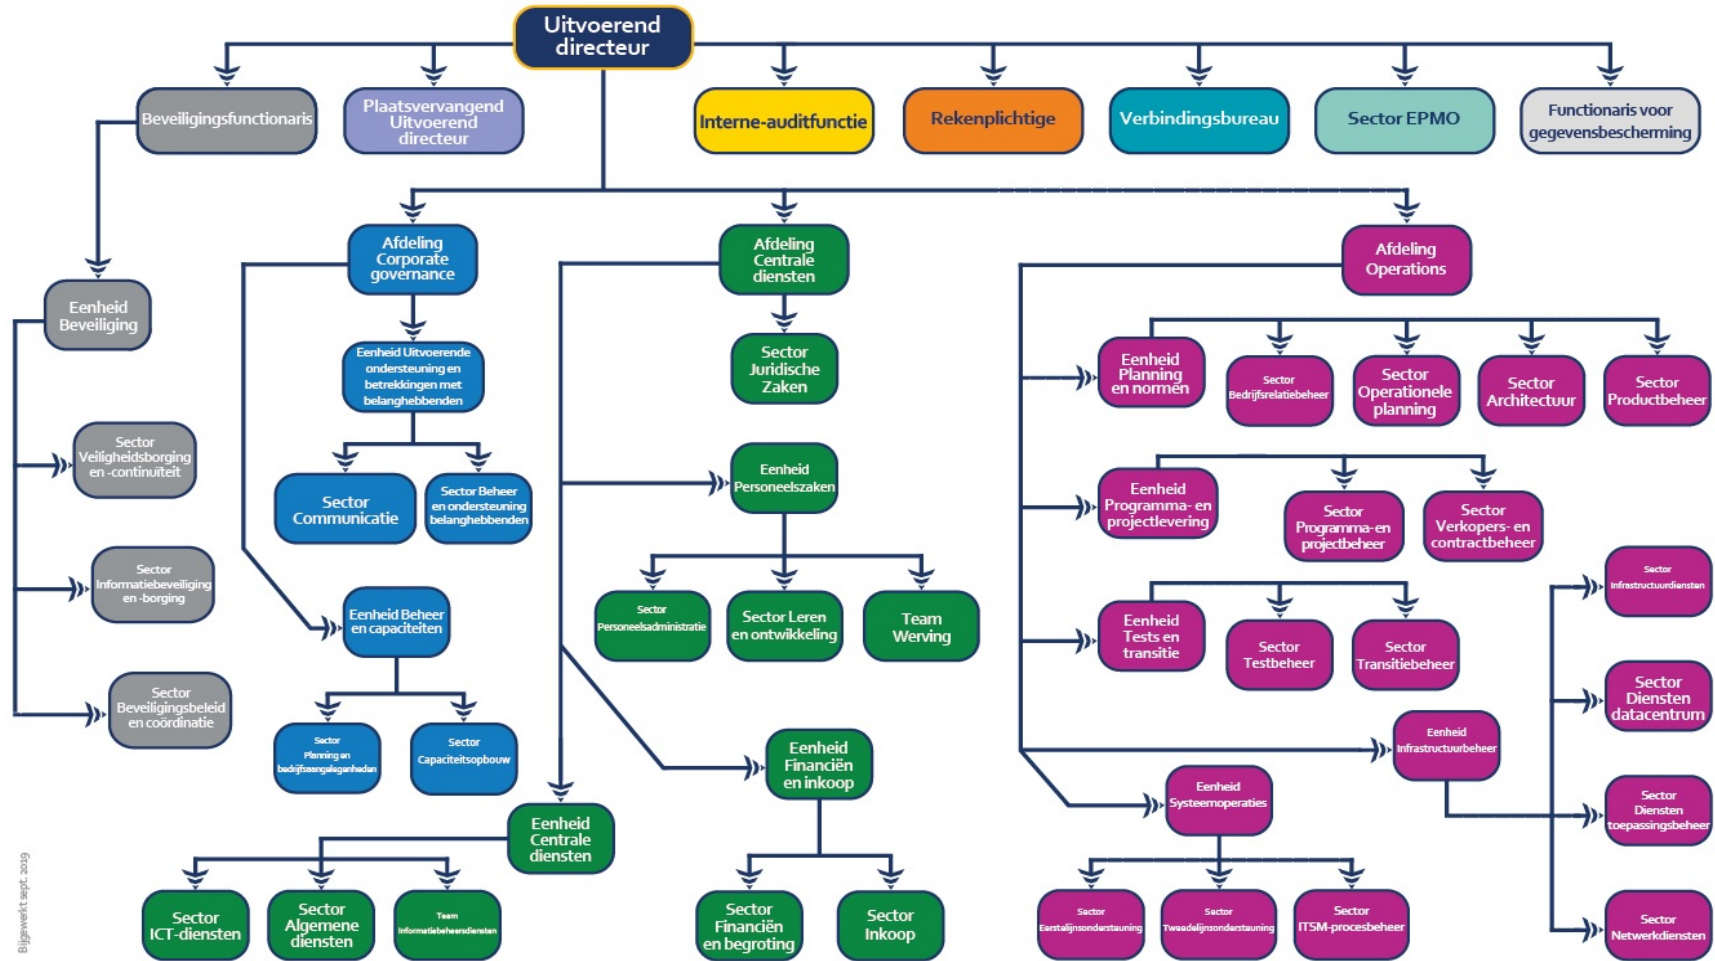 Uitvoerend
directeur
Beveiligingsfunctionaris
Plaatsvervangend
Uitvoerend
directeur
Interne-auditfunctie
Rekenplichtige
Verbindingsbureau
Sector EPMO
Functionaris voor
gegevensbescherming
Afdeling
Corporate
governance
Afdeling
Centrale
diensten
Afdeling
Operations
Eenheid
Beveiliging
Eenheid Uitvoerende
ondersteuning en
betrekkingen met
belanghebbenden
Sector
Juridische
Zaken
Eenheid
Planning
en normen
Sector
Bedrijfsrelatiebeheer
Sector
Operationele
planning
Sector
Architectuur
Sector
Productbeheer
Sector
Veiligheidsborging
en -continuïteit
Sector
Communicatie
Sector Beheer
en ondersteuning
belanghebbenden
Eenheid
Personeelszaken
Eenheid
Programma- en
projectlevering
Sector
Programma- en
projectbeheer
Sector
Verkopers- en
contractbeheer
Sector
Informatiebeveiliging
en -borging
Eenheid Beheer
en capaciteiten
Sector
Personeelsadministratie
Sector Leren
en ontwikkeling
Team
Werving
Eenheid
Tests en
transitie
Sector
Testbeheer
Sector
Transitiebeheer
Sector
Infrastructuurdiensten
Sector
Beveiligingsbeleid
en coördinatie
Sector
Planning en
bedrijfsaangelegenheden
Sector
Capaciteitsopbouw
Eenheid
Financiën
en inkoop
Eenheid
Infrastructuurbeheer
Sector
Diensten
datacentrum
Eenheid
Centrale
diensten
Eenheid
Systeemoperaties
Sector
Diensten
toepassingsbeheer
Sector
ICT-diensten
Sector
Algemene
diensten
Team
Informatiebeheersdiensten
Sector
Financiën
en begroting
Sector
Inkoop
Sector
Eerstelijnsondersteuning
Sector
Tweedelijnsondersteuning
Sector
ITSM-procesbeheer
Sector
Netwerkdiensten
Bijgewerkt sept. 2019